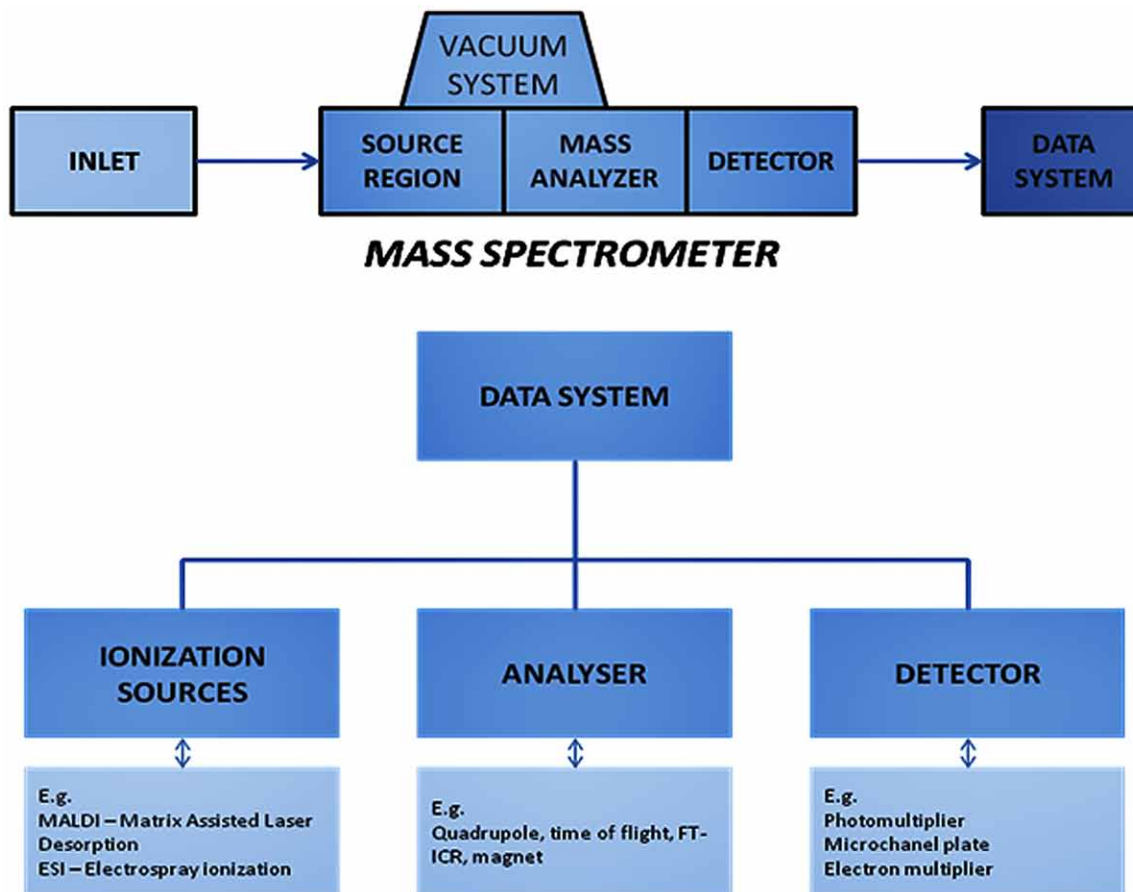 VACUUM
SYSTEM
INLET
SOURCE
REGION
MASS
ANALYZER
DETECTOR
DATA
SYSTEM
MASS SPECTROMETER
DATA SYSTEM
IONIZATION
SOURCES
ANALYSER
DETECTOR
E.g.
MALDI – Matrix Assisted Laser
Desorption
ESI – Electrospray ionization
E.g.
Quadrupole, time of flight, FT-
ICR, magnet
E.g.
Photomultiplier
Microchanel plate
Electron multiplier